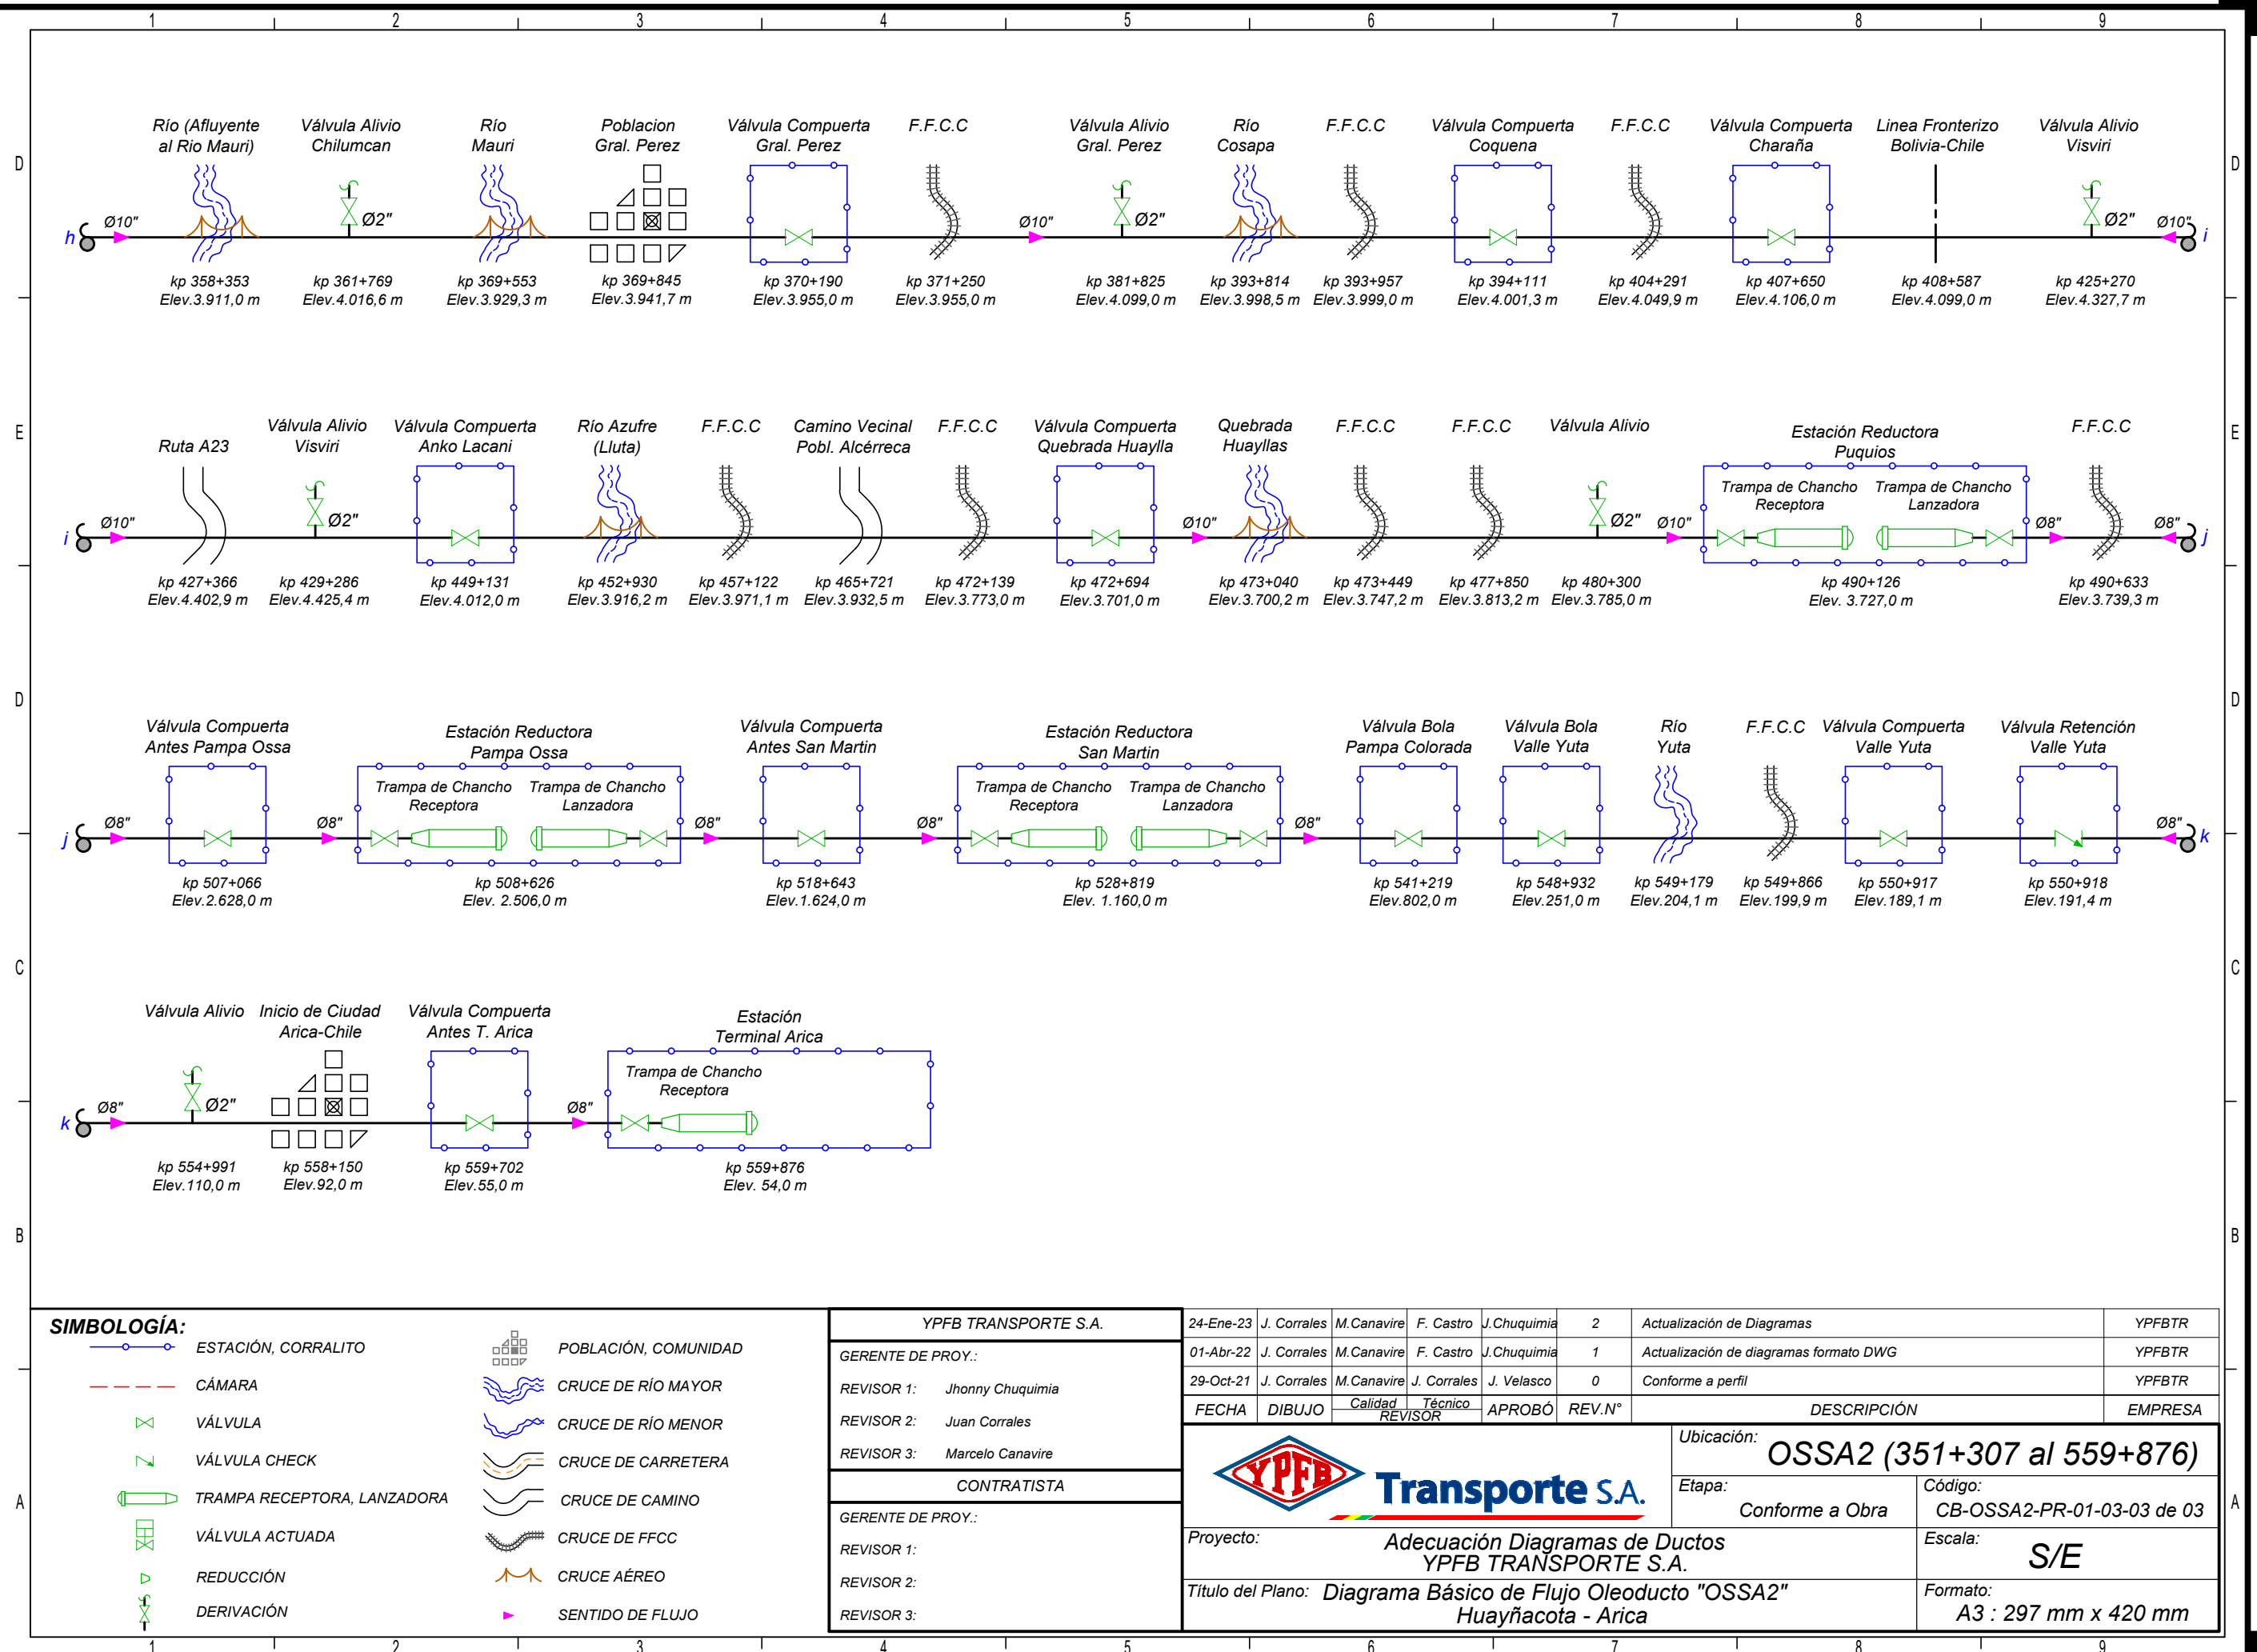 1 2 3 4 5 6 7 8 9
Río (Afluyente
al Rio Mauri)
Válvula Alivio
Chilumcan
Río
Mauri
Poblacion
Gral. Perez
Válvula Compuerta
Gral. Perez
F.F.C.C
Válvula Alivio
Gral. Perez
Río
Cosapa
F.F.C.C
Válvula Compuerta
Coquena
F.F.C.C
Válvula Compuerta
Charaña
Linea Fronterizo
Bolivia-Chile
Válvula Alivio
Visviri
D D
h Ø10" Ø2" Ø10" Ø2" Ø2" Ø10" i
kp 358+353
Elev.3.911,0 m
kp 361+769
Elev.4.016,6 m
kp 369+553
Elev.3.929,3 m
kp 369+845
Elev.3.941,7 m
kp 370+190
Elev.3.955,0 m
kp 371+250
Elev.3.955,0 m
kp 381+825
Elev.4.099,0 m
kp 393+814
Elev.3.998,5 m
kp 393+957
Elev.3.999,0 m
kp 394+111
Elev.4.001,3 m
kp 404+291
Elev.4.049,9 m
kp 407+650
Elev.4.106,0 m
kp 408+587
Elev.4.099,0 m
kp 425+270
Elev.4.327,7 m
E E
Ruta A23
Válvula Alivio
Visviri
Válvula Compuerta
Anko Lacani
Río Azufre
(Lluta)
F.F.C.C
Camino Vecinal
Pobl. Alcérreca
F.F.C.C
Válvula Compuerta
Quebrada Huaylla
Quebrada
Huayllas
F.F.C.C
F.F.C.C
Válvula Alivio
Estación Reductora
Puquios
Trampa de Chancho
Receptora
Trampa de Chancho
Lanzadora
F.F.C.C
i Ø10" Ø2" Ø10" Ø2" Ø10" Ø8" Ø8" j
kp 427+366
Elev.4.402,9 m
kp 429+286
Elev.4.425,4 m
kp 449+131
Elev.4.012,0 m
kp 452+930
Elev.3.916,2 m
kp 457+122
Elev.3.971,1 m
kp 465+721
Elev.3.932,5 m
kp 472+139
Elev.3.773,0 m
kp 472+694
Elev.3.701,0 m
kp 473+040
Elev.3.700,2 m
kp 473+449
Elev.3.747,2 m
kp 477+850
Elev.3.813,2 m
kp 480+300
Elev.3.785,0 m
kp 490+126
Elev. 3.727,0 m
kp 490+633
Elev.3.739,3 m
D D
Válvula Compuerta
Antes Pampa Ossa
Estación Reductora
Pampa Ossa
Trampa de Chancho
Receptora
Trampa de Chancho
Lanzadora
Válvula Compuerta
Antes San Martin
Estación Reductora
San Martin
Trampa de Chancho
Receptora
Trampa de Chancho
Lanzadora
Válvula Bola
Pampa Colorada
Válvula Bola
Valle Yuta
Río
Yuta
F.F.C.C
Válvula Compuerta
Valle Yuta
Válvula Retención
Valle Yuta
j Ø8" Ø8" Ø8" Ø8" Ø8" Ø8" k
kp 507+066
Elev.2.628,0 m
kp 508+626
Elev. 2.506,0 m
kp 518+643
Elev.1.624,0 m
kp 528+819
Elev. 1.160,0 m
kp 541+219
Elev.802,0 m
kp 548+932
Elev.251,0 m
kp 549+179
Elev.204,1 m
kp 549+866
Elev.199,9 m
kp 550+917
Elev.189,1 m
kp 550+918
Elev.191,4 m
C C
Válvula Alivio
Inicio de Ciudad
Arica-Chile
Válvula Compuerta
Antes T. Arica
Estación
Terminal Arica
Trampa de Chancho
Receptora
k Ø8" Ø2" Ø8"
kp 554+991
Elev.110,0 m
kp 558+150
Elev.92,0 m
kp 559+702
Elev.55,0 m
kp 559+876
Elev. 54,0 m
B B
SIMBOLOGÍA:
ESTACIÓN, CORRALITO
CÁMARA
VÁLVULA
VÁLVULA CHECK
TRAMPA RECEPTORA, LANZADORA
VÁLVULA ACTUADA
REDUCCIÓN
DERIVACIÓN
POBLACIÓN, COMUNIDAD
CRUCE DE RÍO MAYOR
CRUCE DE RÍO MENOR
CRUCE DE CARRETERA
CRUCE DE CAMINO
CRUCE DE FFCC
CRUCE AÉREO
SENTIDO DE FLUJO
YPFB TRANSPORTE S.A.
GERENTE DE PROY.:
REVISOR 1: Jhonny Chuquimia
REVISOR 2: Juan Corrales
REVISOR 3: Marcelo Canavire
CONTRATISTA
GERENTE DE PROY.:
REVISOR 1:
REVISOR 2:
REVISOR 3:
24-Ene-23 J. Corrales M.Canavire F. Castro J.Chuquimia 2 Actualización de Diagramas YPFBTR
01-Abr-22 J. Corrales M.Canavire F. Castro J.Chuquimia 1 Actualización de diagramas formato DWG YPFBTR
29-Oct-21 J. Corrales M.Canavire J. Corrales J. Velasco 0 Conforme a perfil YPFBTR
FECHA DIBUJO Calidad Técnico APROBÓ REV.N° DESCRIPCIÓN EMPRESA
REVISOR
YPFB Transporte S.A.
Ubicación: OSSA2 (351+307 al 559+876)
Etapa: Conforme a Obra
Código: CB-OSSA2-PR-01-03-03 de 03
Proyecto: Adecuación Diagramas de Ductos
YPFB TRANSPORTE S.A.
Escala: S/E
Título del Plano: Diagrama Básico de Flujo Oleoducto "OSSA2"
Huayñacota - Arica
Formato:
A3 : 297 mm x 420 mm
A A
1 2 3 4 5 6 7 8 9